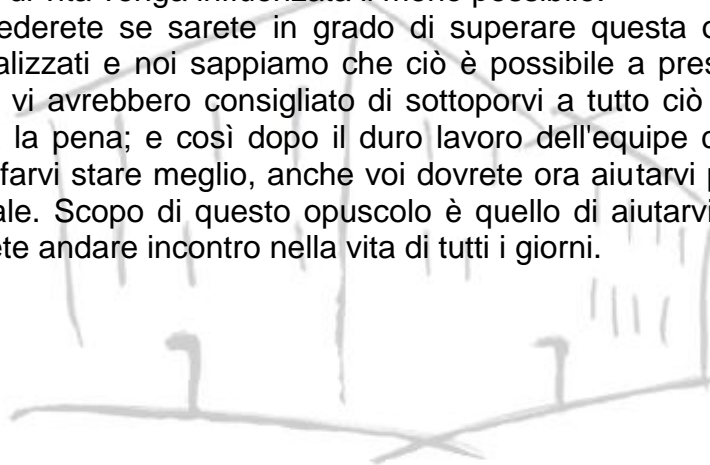 di vita venga influenzata il meno possibile.
ederete se sarete in grado di superare questa
alizzati e noi sappiamo che ciò è possibile a
vi avrebbero consigliato di sottoporvi a tutto ciò
la pena; e così dopo il duro lavoro dell'equipe
farvi stare meglio, anche voi dovrete ora aiutarvi
ale. Scopo di questo opuscolo è quello di aiutarvi
ete andare incontro nella vita di tutti i giorni.